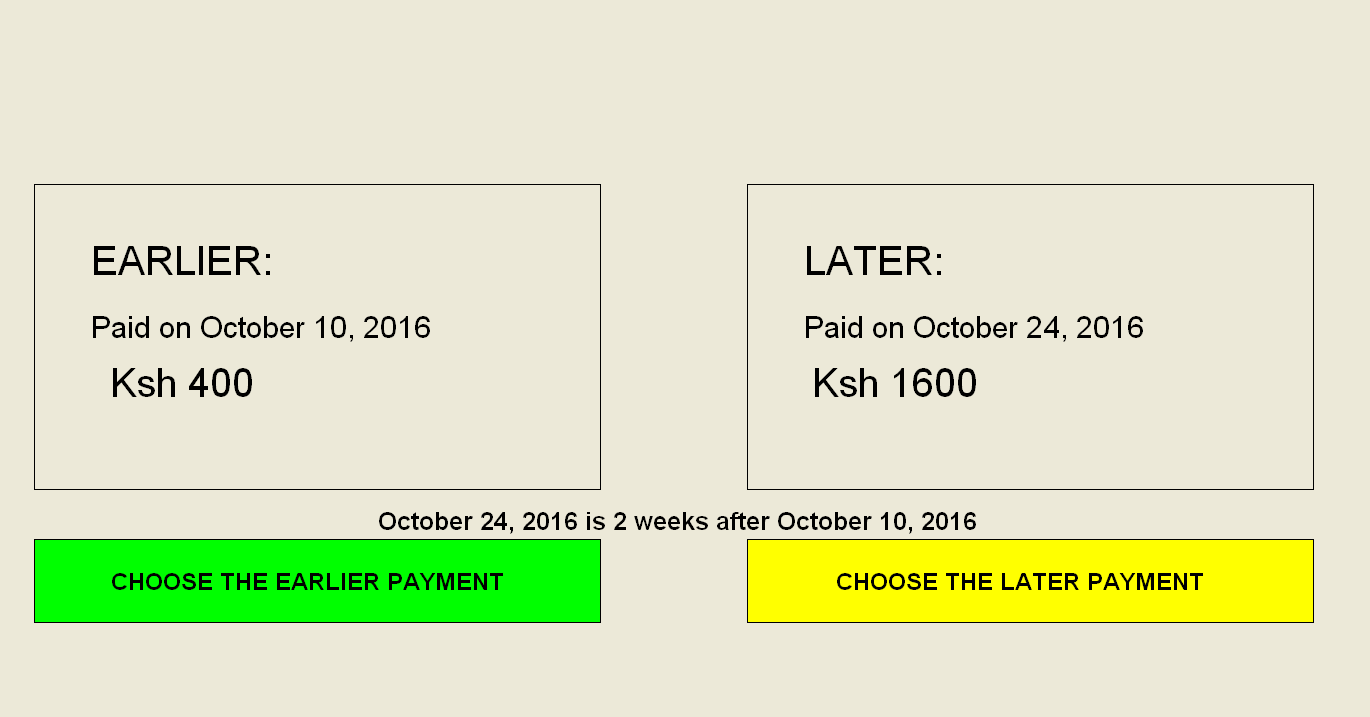 EARLIER:
Paid on October 10, 2016
Ksh 400
LATER:
Paid on October 24, 2016
Ksh 1600
October 24, 2016 is 2 weeks after October 10, 2016
CHOOSE THE EARLIER PAYMENT
CHOOSE THE LATER PAYMENT